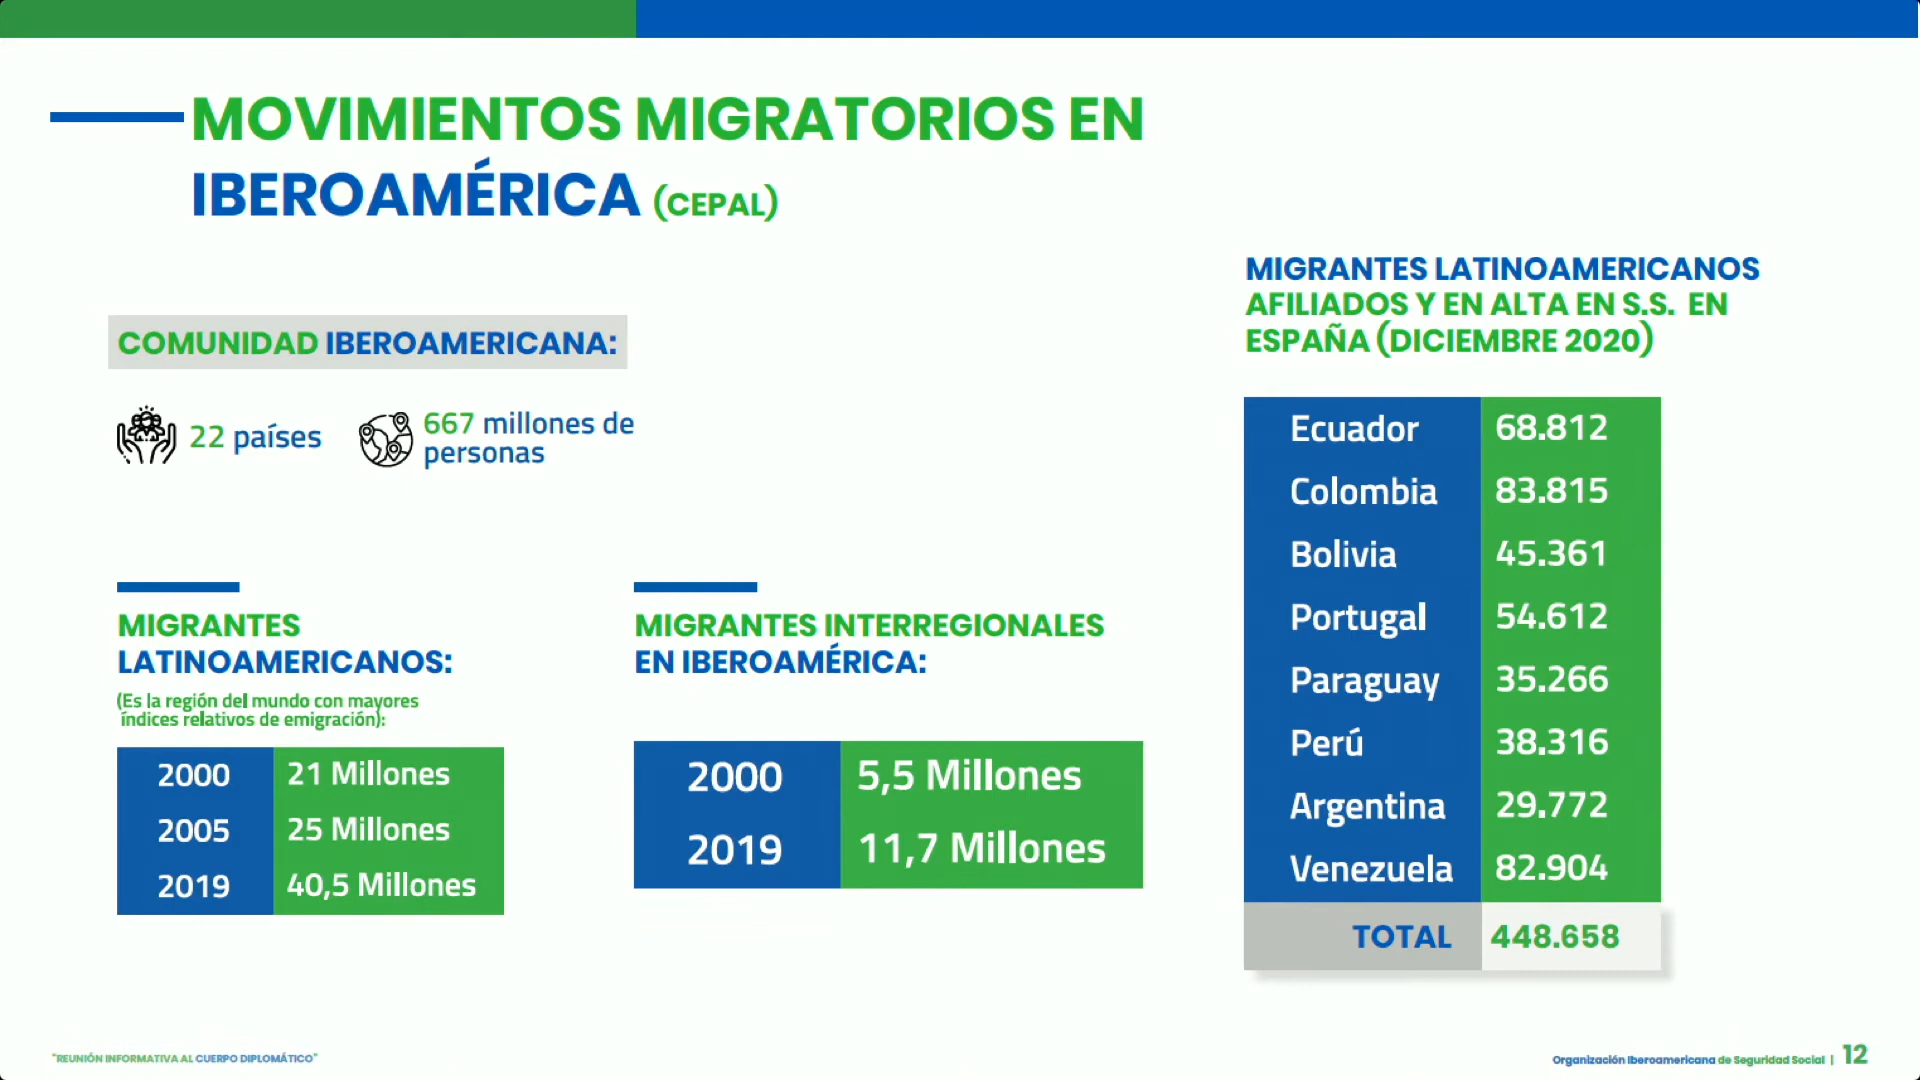 MOVIMIENTOS MIGRATORIOS EN
IBEROAMÉRICA (CEPAL)
COMUNIDAD IBEROAMERICANA:
22 países
667 millones de
personas
MIGRANTES
LATINOAMERICANOS:
(Es la región del mundo con mayores
índices relativos de emigración):
2000 21 Millones
2005 25 Millones
2019 40,5 Millones
MIGRANTES INTERREGIONALES
EN IBEROAMÉRICA:
2000 5,5 Millones
2019 11,7 Millones
MIGRANTES LATINOAMERICANOS
AFILIADOS Y EN ALTA EN S.S. EN
ESPAÑA (DICIEMBRE 2020)
Ecuador 68.812
Colombia 83.815
Bolivia 45.361
Portugal 54.612
Paraguay 35.266
Perú 38.316
Argentina 29.772
Venezuela 82.904
TOTAL 448.658
"REUNIÓN INFORMATIVA AL CUERPO DIPLOMÁTICO"
Organización Iberoamericana de Seguridad Social | 12